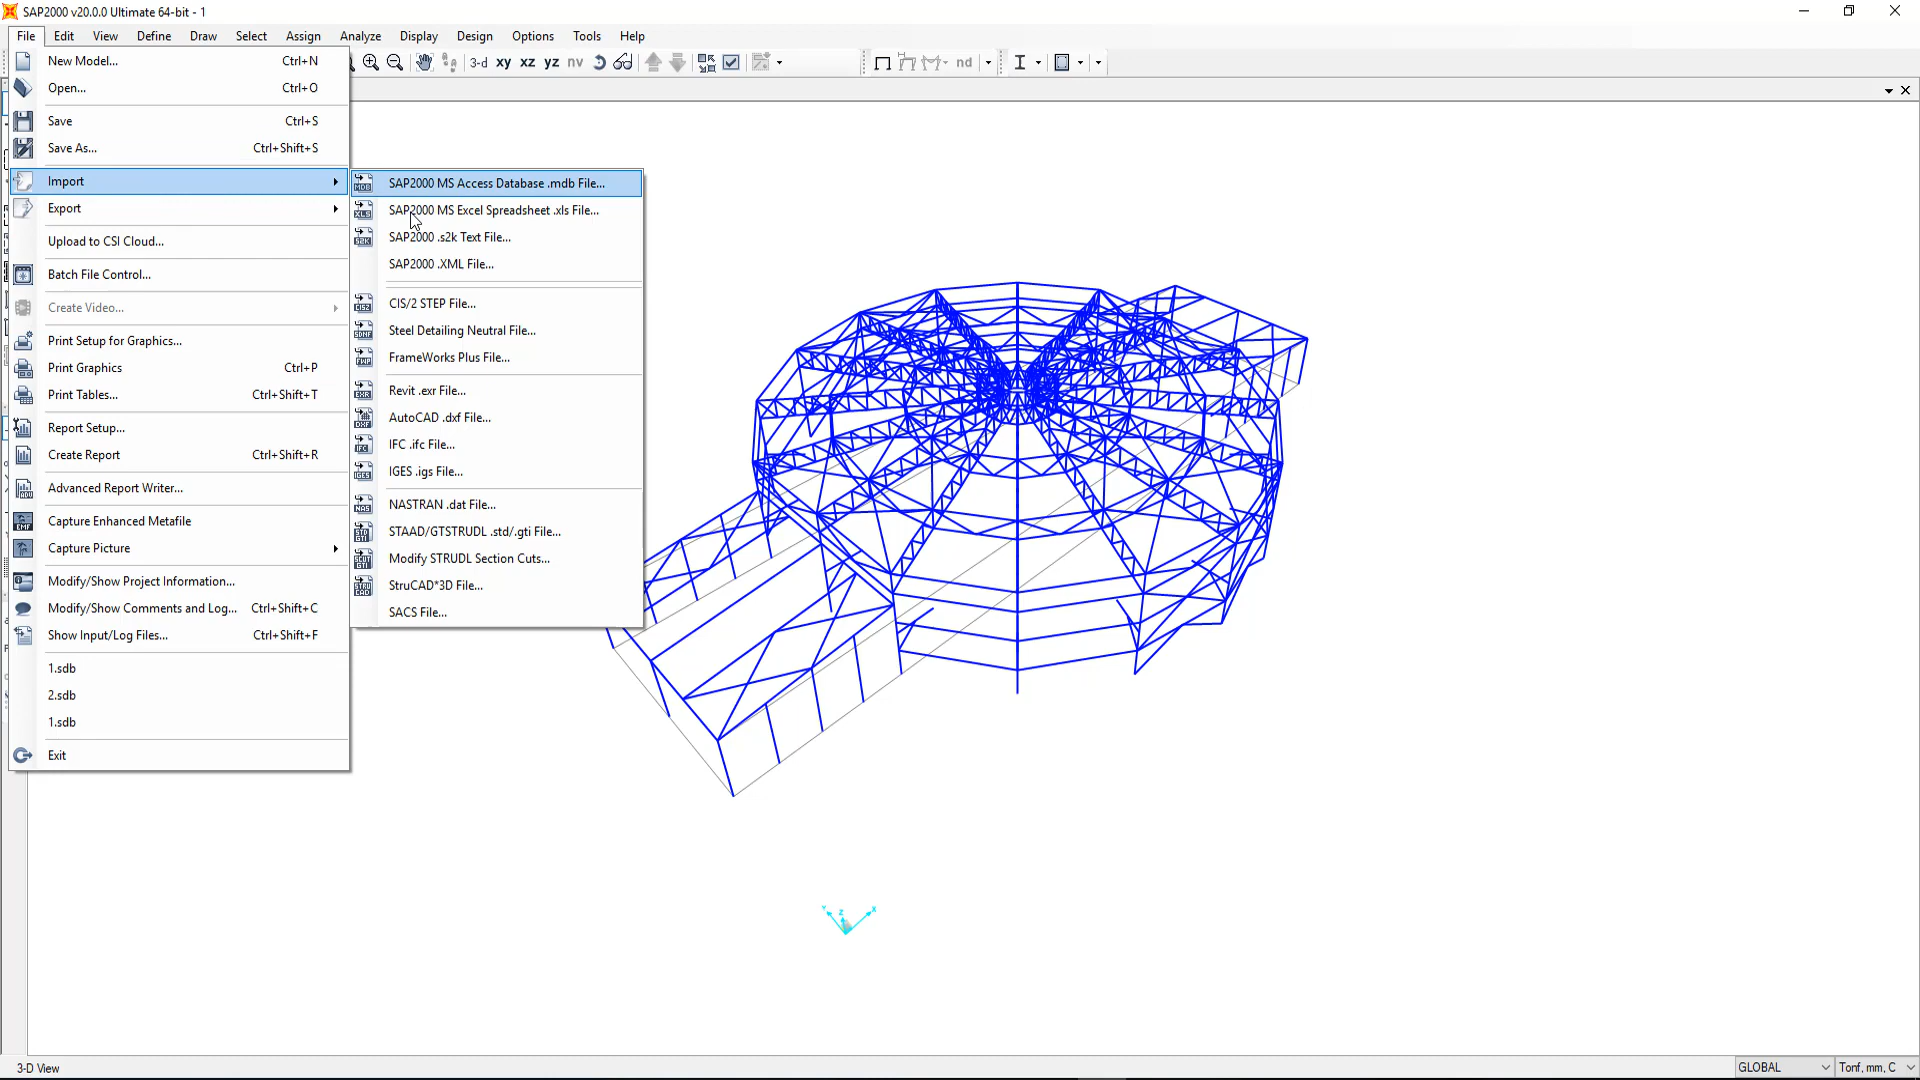 SAP2000 v20.0.0 Ultimate 64-bit - 1
File Edit View Define Draw Select Assign Analyze Display Design Options Tools Help
3-d xy xz yz nv nd
New Model... Ctrl+N
Open... Ctrl+O
Save Ctrl+S
Save As... Ctrl+Shift+S
Import
Export
Upload to CSI Cloud...
Batch File Control...
Create Video...
Print Setup for Graphics...
Print Graphics Ctrl+P
Print Tables... Ctrl+Shift+T
Report Setup...
Create Report Ctrl+Shift+R
Advanced Report Writer...
Capture Enhanced Metafile
Capture Picture
Modify/Show Project Information...
Modify/Show Comments and Log... Ctrl+Shift+C
Show Input/Log Files... Ctrl+Shift+F
1.sdb
2.sdb
1.sdb
Exit
SAP2000 MS Access Database .mdb File...
SAP2000 MS Excel Spreadsheet .xls File...
SAP2000 .s2k Text File...
SAP2000 .XML File...
CIS/2 STEP File...
Steel Detailing Neutral File...
FrameWorks Plus File...
Revit .exr File...
AutoCAD .dxf File...
IFC .ifc File...
IGES .igs File...
NASTRAN .dat File...
STAAD/GTSTRUDL .std/.gti File...
Modify STRUDL Section Cuts...
StruCAD*3D File...
SACS File...
Y Z X
3-D View
GLOBAL
Tonf, mm, C